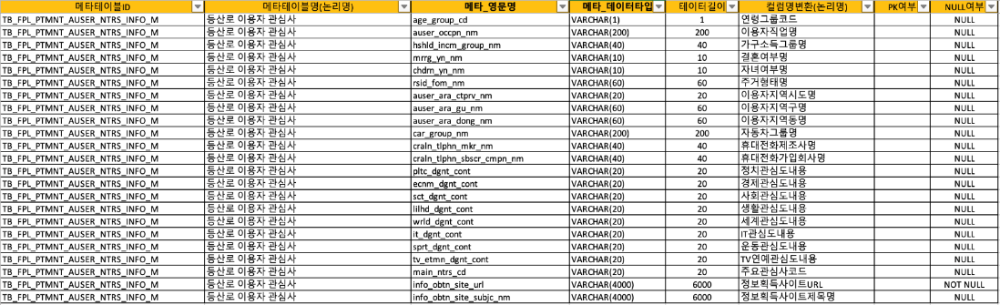 메타테이블ID 메타테이블명(논리명) 메타_영문명 메타_데이터타입 테이터길이 컬럼명변환(논리명) PK여부 NULL여부
TB_FPL_PTMNT_AUSER_NTRS_INFO_M 등산로 이용자 관심사 age_group_cd VARCHAR(1) 1 연령그룹코드 NULL
TB_FPL_PTMNT_AUSER_NTRS_INFO_M 등산로 이용자 관심사 auser_occpn_nm VARCHAR(200) 200 이용자직업명 NULL
TB_FPL_PTMNT_AUSER_NTRS_INFO_M 등산로 이용자 관심사 hshld_incm_group_nm VARCHAR(40) 40 가구소득그룹명 NULL
TB_FPL_PTMNT_AUSER_NTRS_INFO_M 등산로 이용자 관심사 mrrg_yn_nm VARCHAR(10) 10 결혼여부명 NULL
TB_FPL_PTMNT_AUSER_NTRS_INFO_M 등산로 이용자 관심사 chdrn_yn_nm VARCHAR(10) 10 자녀여부명 NULL
TB_FPL_PTMNT_AUSER_NTRS_INFO_M 등산로 이용자 관심사 rsid_fom_nm VARCHAR(60) 60 주거형태명 NULL
TB_FPL_PTMNT_AUSER_NTRS_INFO_M 등산로 이용자 관심사 auser_ara_ctprv_nm VARCHAR(20) 20 이용자지역시도명 NULL
TB_FPL_PTMNT_AUSER_NTRS_INFO_M 등산로 이용자 관심사 auser_ara_gu_nm VARCHAR(60) 60 이용자지역구명 NULL
TB_FPL_PTMNT_AUSER_NTRS_INFO_M 등산로 이용자 관심사 auser_ara_dong_nm VARCHAR(60) 60 이용자지역동명 NULL
TB_FPL_PTMNT_AUSER_NTRS_INFO_M 등산로 이용자 관심사 car_group_nm VARCHAR(200) 200 자동차그룹명 NULL
TB_FPL_PTMNT_AUSER_NTRS_INFO_M 등산로 이용자 관심사 craln_tlphn_mkr_nm VARCHAR(40) 40 휴대전화제조사명 NULL
TB_FPL_PTMNT_AUSER_NTRS_INFO_M 등산로 이용자 관심사 craln_tlphn_sbscr_cmpn_nm VARCHAR(40) 40 휴대전화가입회사명 NULL
TB_FPL_PTMNT_AUSER_NTRS_INFO_M 등산로 이용자 관심사 pltc_dgnt_cont VARCHAR(20) 20 정치관심도내용 NULL
TB_FPL_PTMNT_AUSER_NTRS_INFO_M 등산로 이용자 관심사 ecnm_dgnt_cont VARCHAR(20) 20 경제관심도내용 NULL
TB_FPL_PTMNT_AUSER_NTRS_INFO_M 등산로 이용자 관심사 sct_dgnt_cont VARCHAR(20) 20 사회관심도내용 NULL
TB_FPL_PTMNT_AUSER_NTRS_INFO_M 등산로 이용자 관심사 lilhd_dgnt_cont VARCHAR(20) 20 생활관심도내용 NULL
TB_FPL_PTMNT_AUSER_NTRS_INFO_M 등산로 이용자 관심사 wrld_dgnt_cont VARCHAR(20) 20 세계관심도내용 NULL
TB_FPL_PTMNT_AUSER_NTRS_INFO_M 등산로 이용자 관심사 it_dgnt_cont VARCHAR(20) 20 IT관심도내용 NULL
TB_FPL_PTMNT_AUSER_NTRS_INFO_M 등산로 이용자 관심사 sprt_dgnt_cont VARCHAR(20) 20 운동관심도내용 NULL
TB_FPL_PTMNT_AUSER_NTRS_INFO_M 등산로 이용자 관심사 tv_etmn_dgnt_cont VARCHAR(20) 20 TV연예관심도내용 NULL
TB_FPL_PTMNT_AUSER_NTRS_INFO_M 등산로 이용자 관심사 main_ntrs_cd VARCHAR(20) 20 주요관심사코드 NULL
TB_FPL_PTMNT_AUSER_NTRS_INFO_M 등산로 이용자 관심사 info_obtn_site_url VARCHAR(4000) 6000 정보획득사이트URL NOT NULL
TB_FPL_PTMNT_AUSER_NTRS_INFO_M 등산로 이용자 관심사 info_obtn_site_subjc_nm VARCHAR(4000) 6000 정보획득사이트제목명 NULL